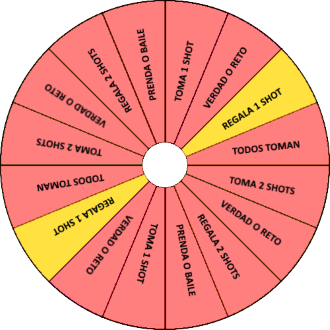 TOMA 1 SHOT
VERDAD O RETO
REGALA 1 SHOT
TODOS TOMAN
TOMA 2 SHOTS
VERDAD O RETO
REGALA 2 SHOTS
PRENDA O BAILE
TOMA 1 SHOT
VERDAD O RETO
REGALA 1 SHOT
TODOS TOMAN
TOMA 2 SHOTS
VERDAD O RETO
REGALA 2 SHOTS
PRENDA O BAILE